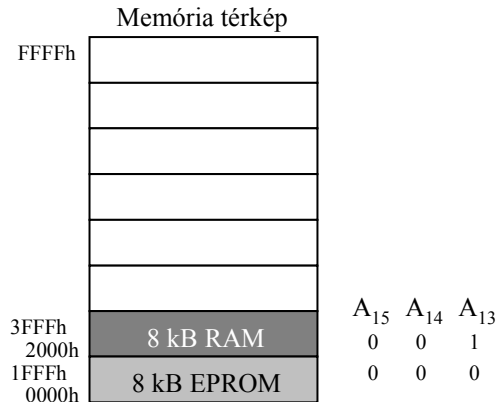 Memória térkép
FFFFh
A15 A14 A13
3FFFh
8 kB RAM 0 0 1
2000h
1FFFh
8 kB EPROM 0 0 0
0000h